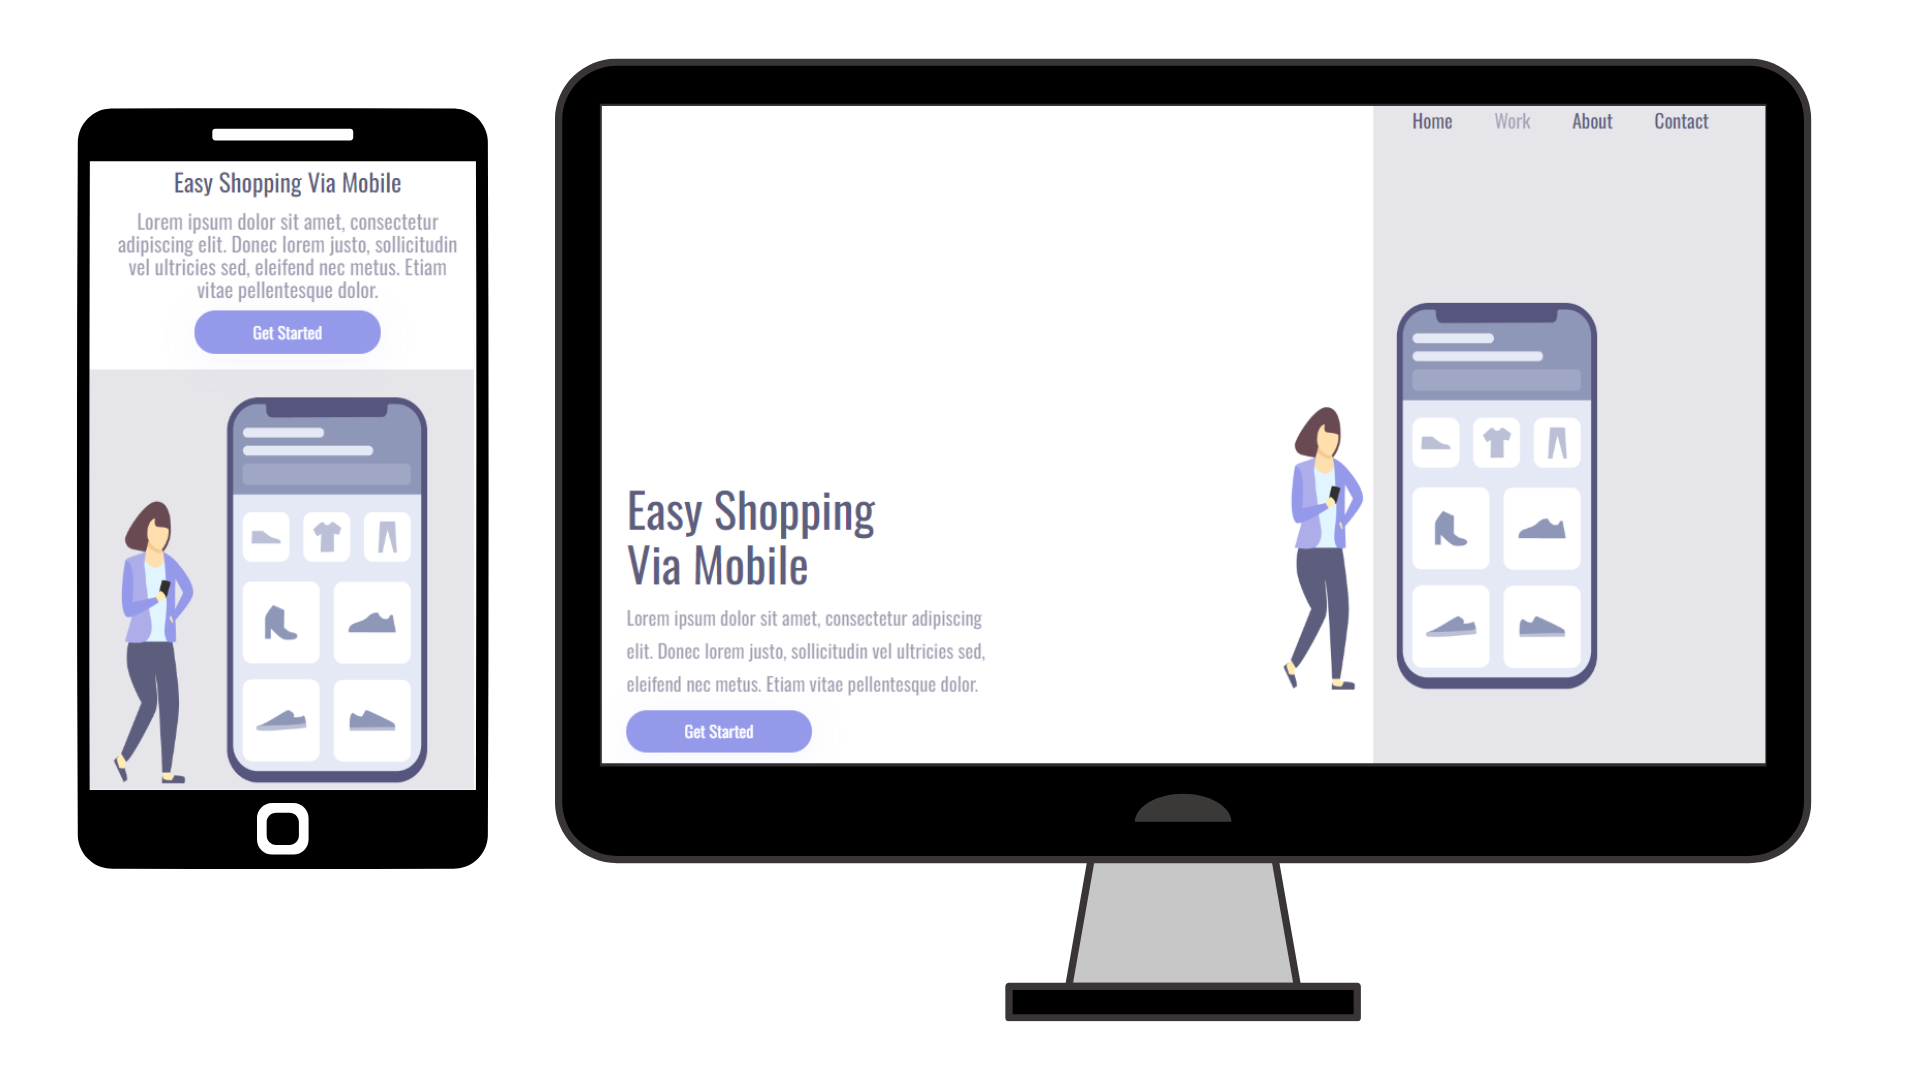 Easy Shopping Via Mobile
Lorem ipsum dolor sit amet, consectetur
adipiscing elit. Donec lorem justo, sollicitudin
vel ultricies sed, eleifend nec metus. Etiam
vitae pellentesque dolor.
Get Started
Home Work About Contact
Easy Shopping
Via Mobile
Lorem ipsum dolor sit amet, consectetur adipiscing
elit. Donec lorem justo, sollicitudin vel ultricies sed,
eleifend nec metus. Etiam vitae pellentesque dolor.
Get Started